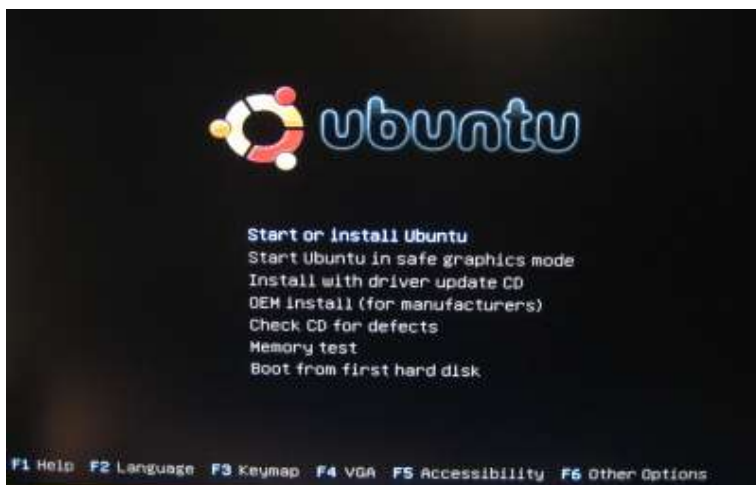 ubuntu
Start or install Ubuntu
Start Ubuntu in safe graphics mode
Install with driver update CD
OEM install (for manufacturers)
Check CD for defects
Memory test
Boot from first hard disk
F1 Help F2 Language F3 Keymap F4 VGA F5 Accessibility F6 Other Options